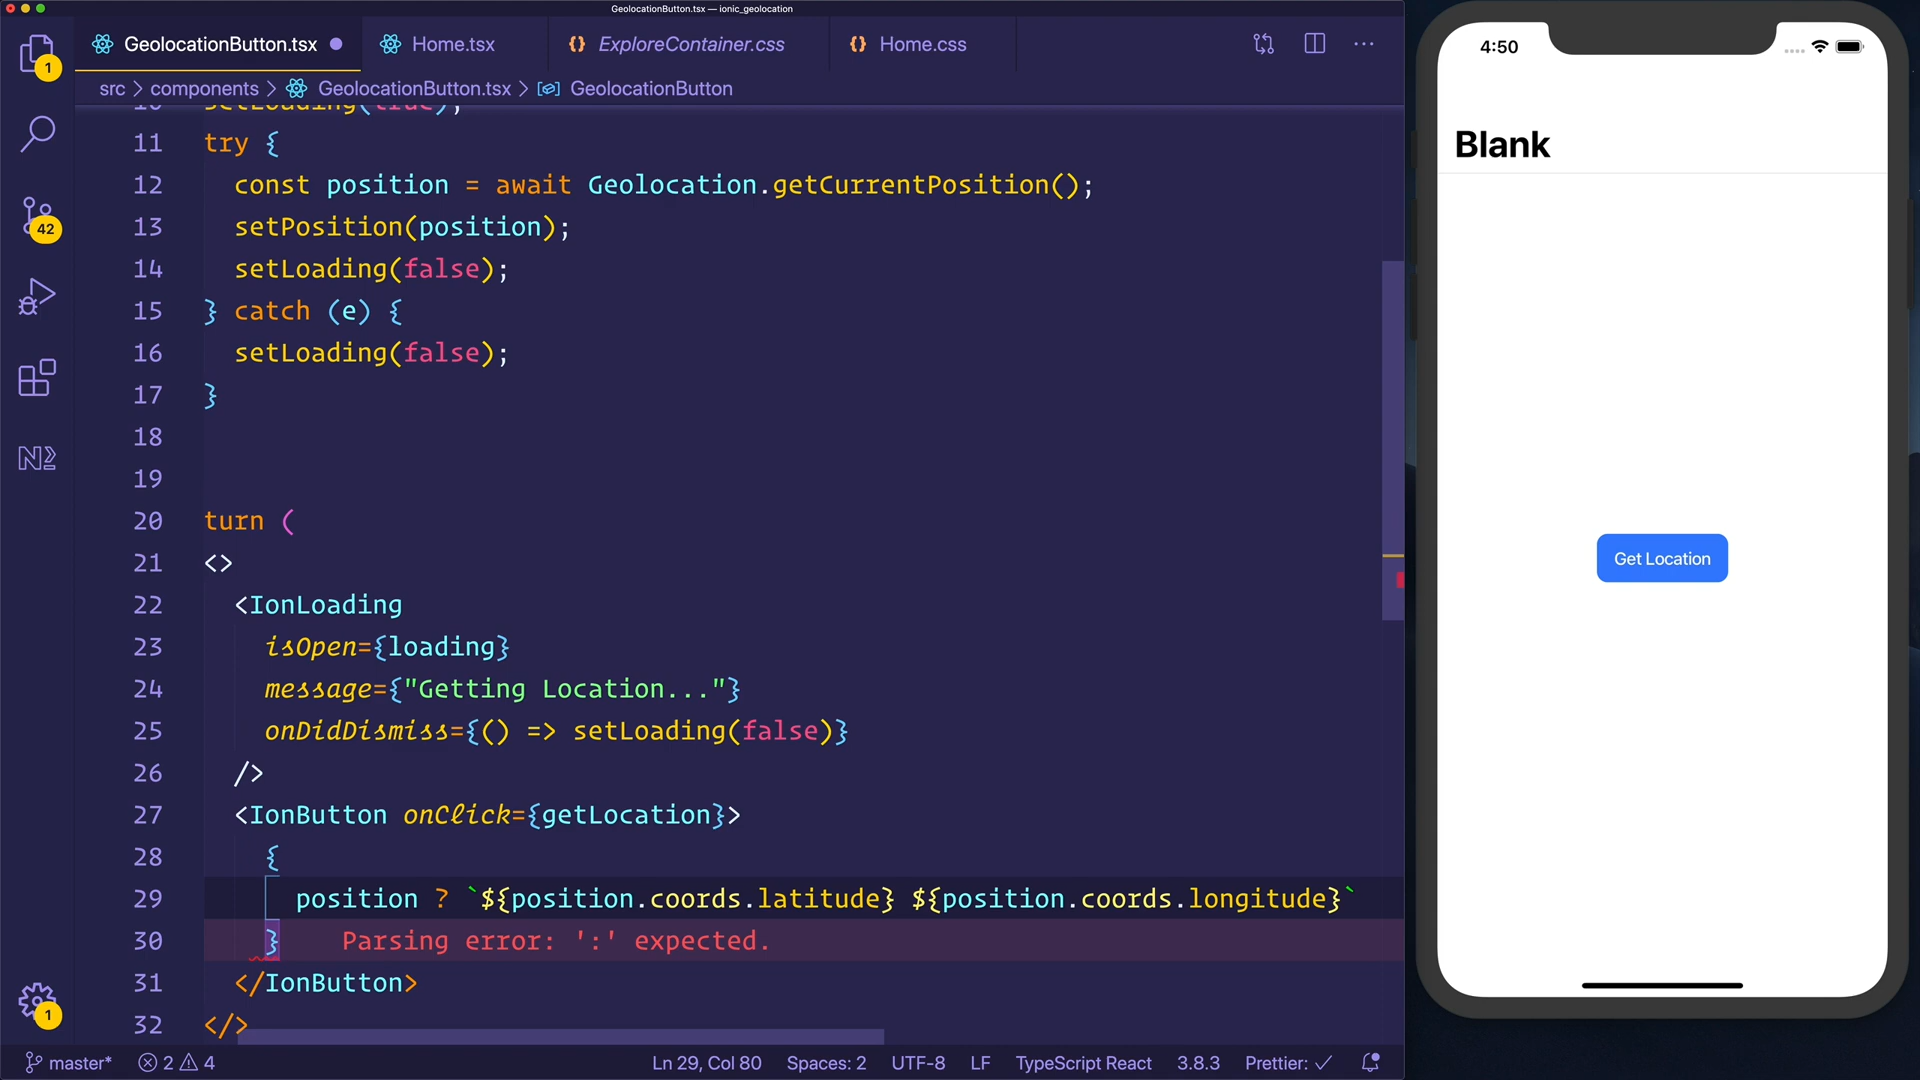 GeolocationButton.tsx — ionic_geolocation
GeolocationButton.tsx
Home.tsx
ExploreContainer.css
Home.css
src > components > GeolocationButton.tsx > GeolocationButton
10 setLoading(true);
11 try {
12 const position = await Geolocation.getCurrentPosition();
13 setPosition(position);
14 setLoading(false);
15 } catch (e) {
16 setLoading(false);
17 }
18
19
20 turn (
21 <>
22 <IonLoading
23 isOpen={loading}
24 message={"Getting Location..."}
25 onDidDismiss={() => setLoading(false)}
26 />
27 <IonButton onClick={getLocation}>
28 {
29 position ? `${position.coords.latitude} ${position.coords.longitude}`
30 } Parsing error: ':' expected.
31 </IonButton>
32 </>
1
42
1
master* 2 4
Ln 29, Col 80
Spaces: 2
UTF-8
LF
TypeScript React
3.8.3
Prettier: ✓
4:50
Blank
Get Location